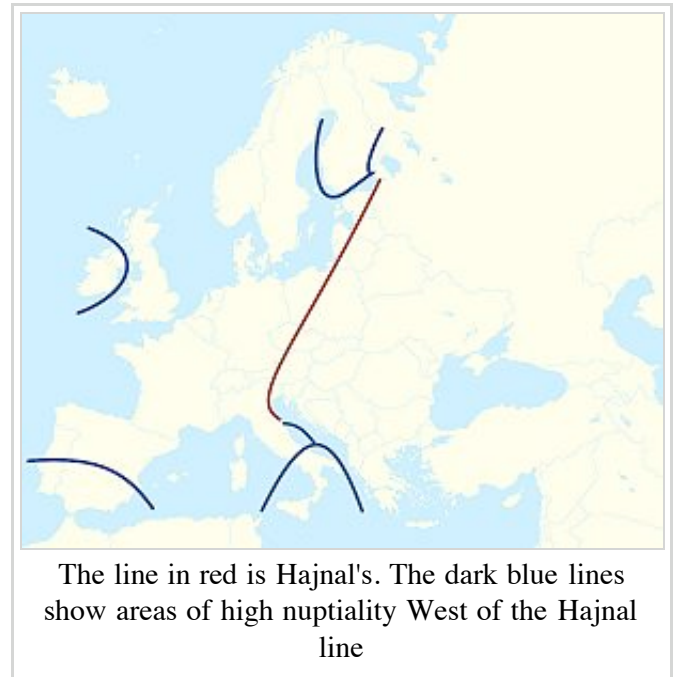 The line in red is Hajnal's. The dark blue lines
show areas of high nuptiality West of the Hajnal
line